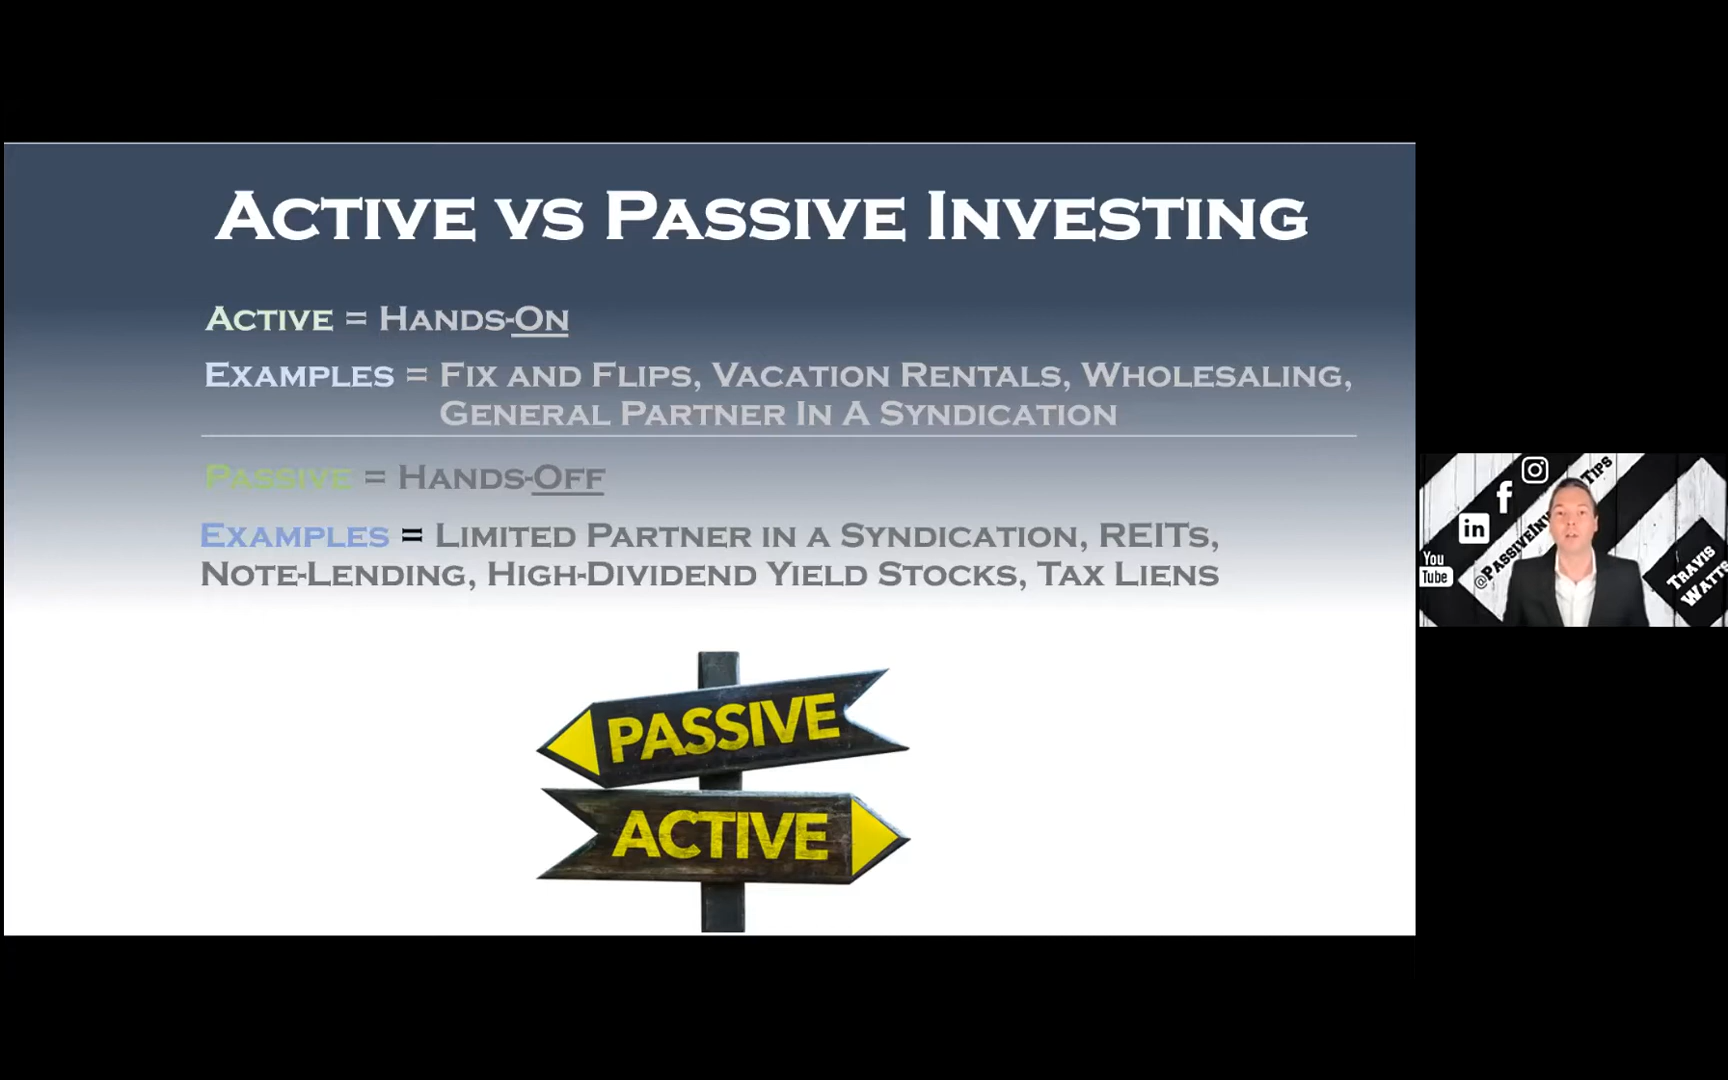 ACTIVE VS PASSIVE INVESTING
ACTIVE = HANDS-ON
EXAMPLES = FIX AND FLIPS, VACATION RENTALS, WHOLESALING,
GENERAL PARTNER IN A SYNDICATION
PASSIVE = HANDS-OFF
EXAMPLES = LIMITED PARTNER IN A SYNDICATION, REITS,
NOTE-LENDING, HIGH-DIVIDEND YIELD STOCKS, TAX LIENS
PASSIVE
ACTIVE
f
in
You
Tube
TIPS
TRAVIS
WATTS